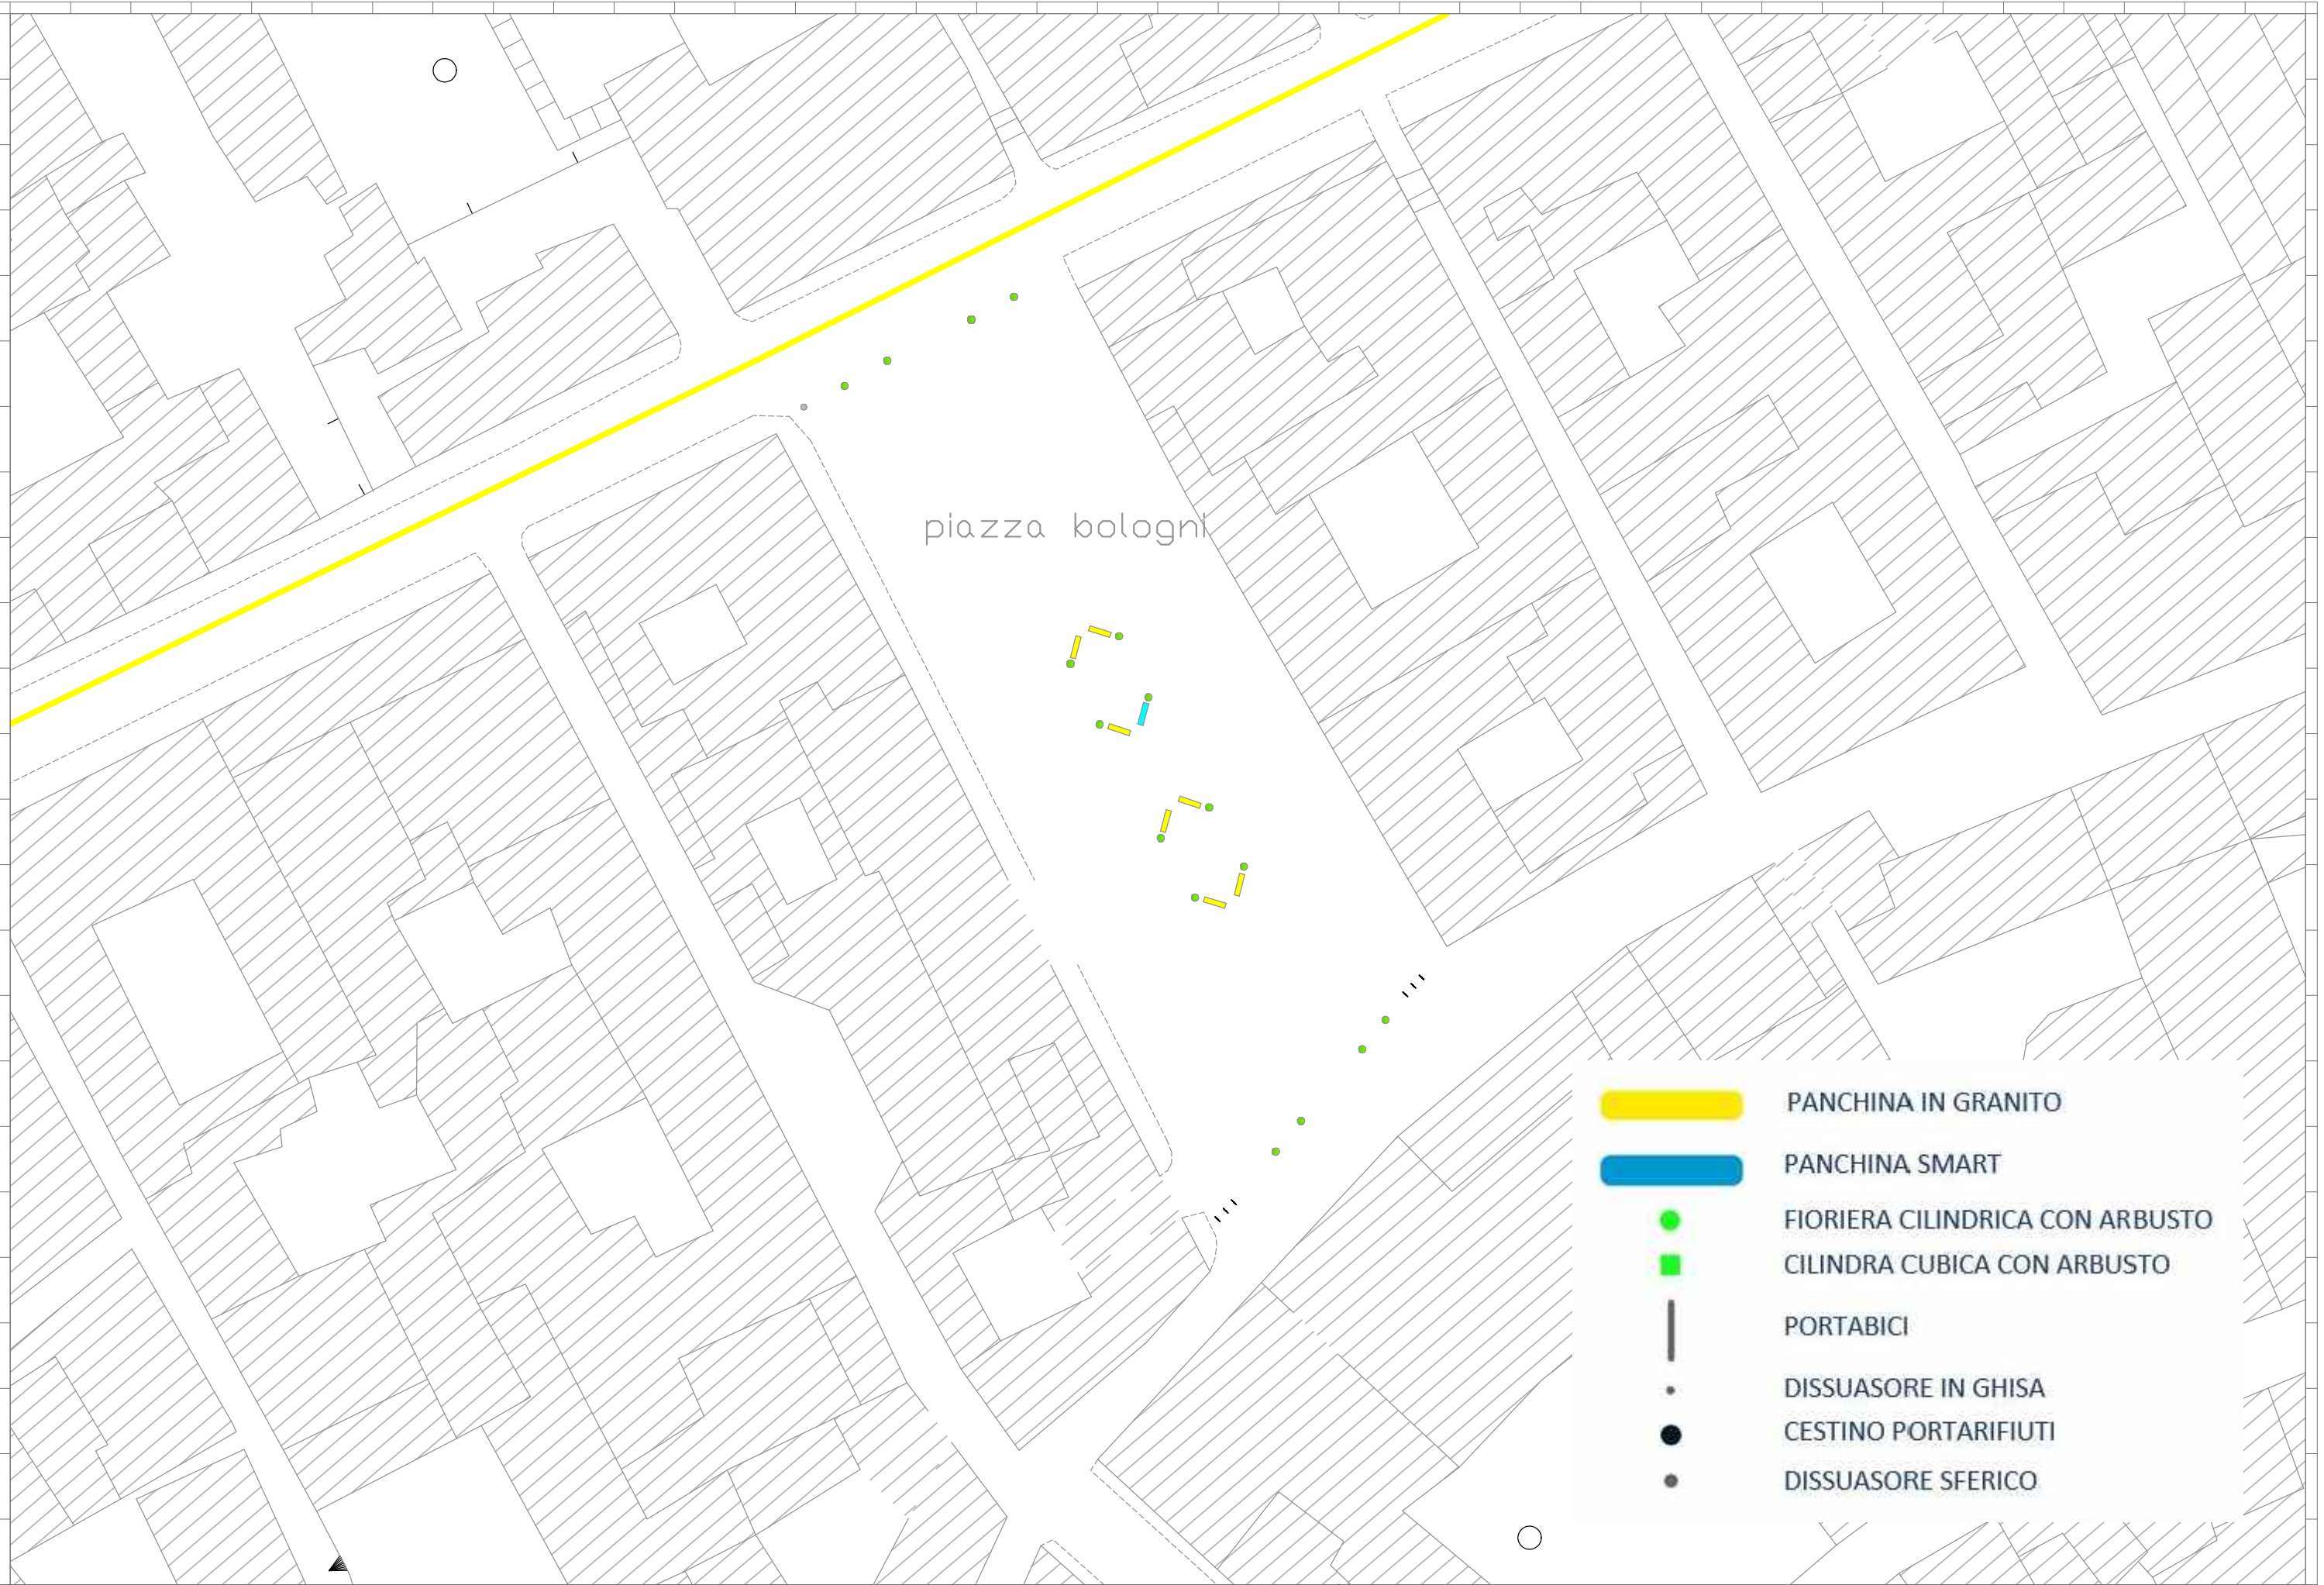 piazza bologni
PANCHINA IN GRANITO
PANCHINA SMART
FIORIERA CILINDRICA CON ARBUSTO
CILINDRA CUBICA CON ARBUSTO
PORTABICI
DISSUASORE IN GHISA
CESTINO PORTARIFIUTI
DISSUASORE SFERICO